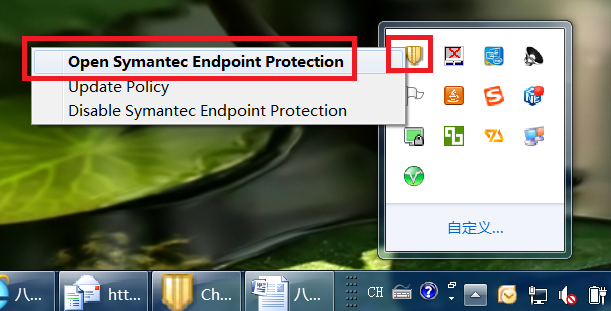 Open Symantec Endpoint Protection
Update Policy
Disable Symantec Endpoint Protection
自定义...
八...
htt...
Ch...
八...
CH